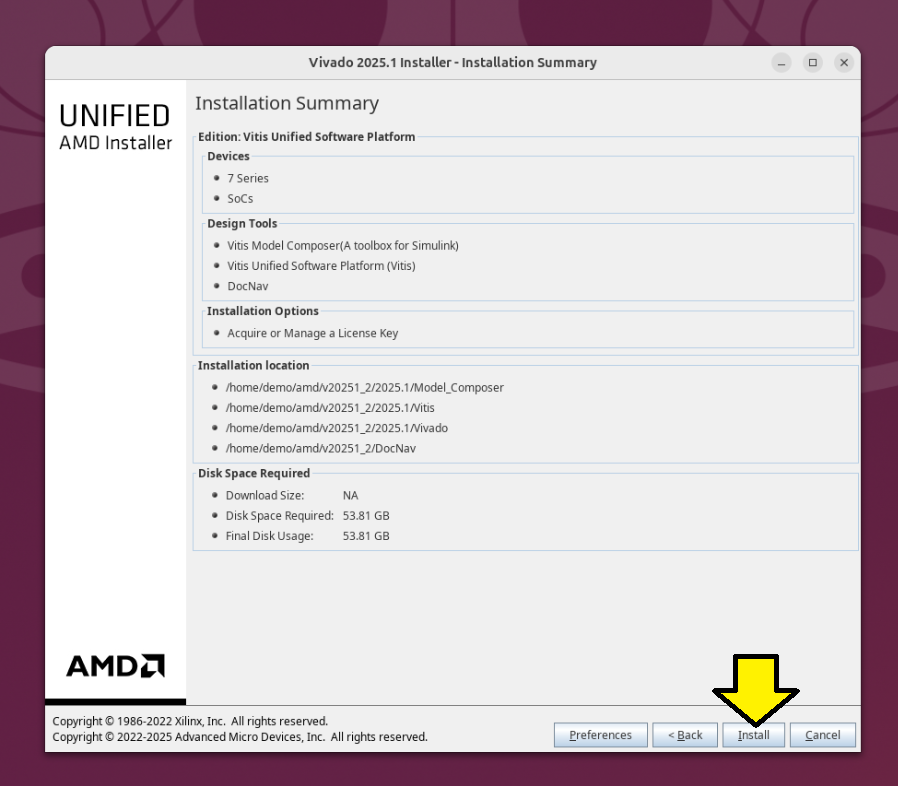 Vivado 2025.1 Installer - Installation Summary
UNIFIED
AMD Installer
Installation Summary
Edition: Vitis Unified Software Platform
Devices
7 Series
SoCs
Design Tools
Vitis Model Composer(A toolbox for Simulink)
Vitis Unified Software Platform (Vitis)
DocNav
Installation Options
Acquire or Manage a License Key
Installation location
/home/demo/amd/v20251_2/2025.1/Model_Composer
/home/demo/amd/v20251_2/2025.1/Vitis
/home/demo/amd/v20251_2/2025.1/Vivado
/home/demo/amd/v20251_2/DocNav
Disk Space Required
Download Size: NA
Disk Space Required: 53.81 GB
Final Disk Usage: 53.81 GB
AMD
Copyright © 1986-2022 Xilinx, Inc. All rights reserved.
Copyright © 2022-2025 Advanced Micro Devices, Inc. All rights reserved.
Preferences < Back Install Cancel